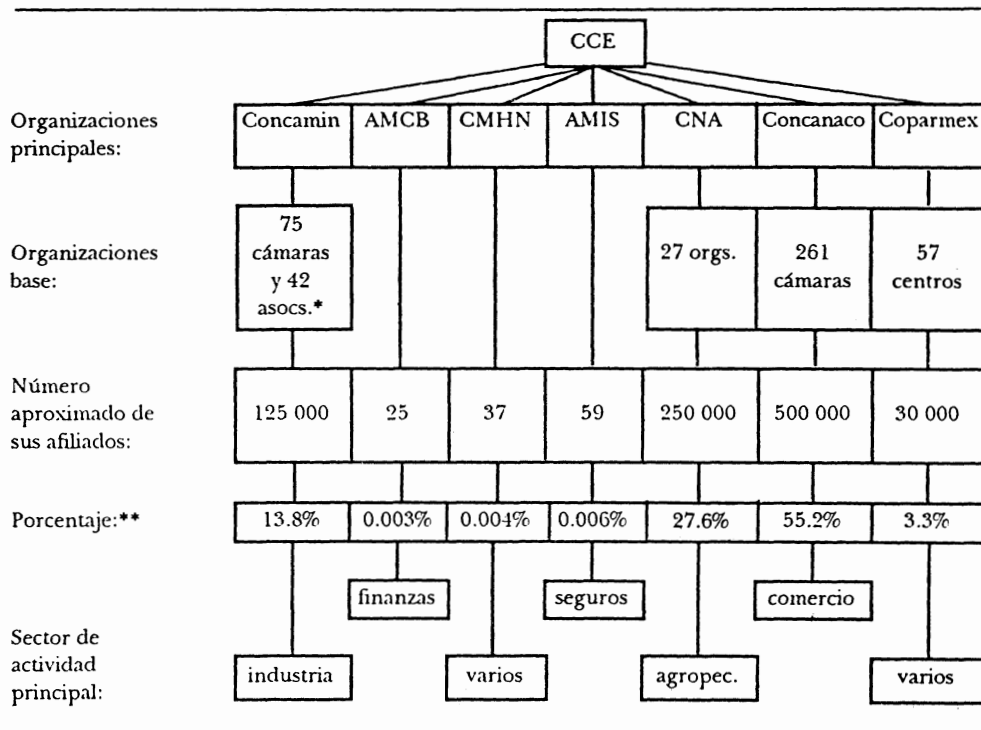 CCE
Organizaciones
principales:
Concamin AMCB CMHN AMIS CNA Concanaco Coparmex
Organizaciones
base:
75
cámaras
y 42
asocs.*
27 orgs.
261
cámaras
57
centros
Número
aproximado de
sus afiliados:
125 000 25 37 59 250 000 500 000 30 000
Porcentaje:** 13.8% 0.003% 0.004% 0.006% 27.6% 55.2% 3.3%
finanzas seguros comercio
Sector de
actividad
principal:
industria varios agropec. varios